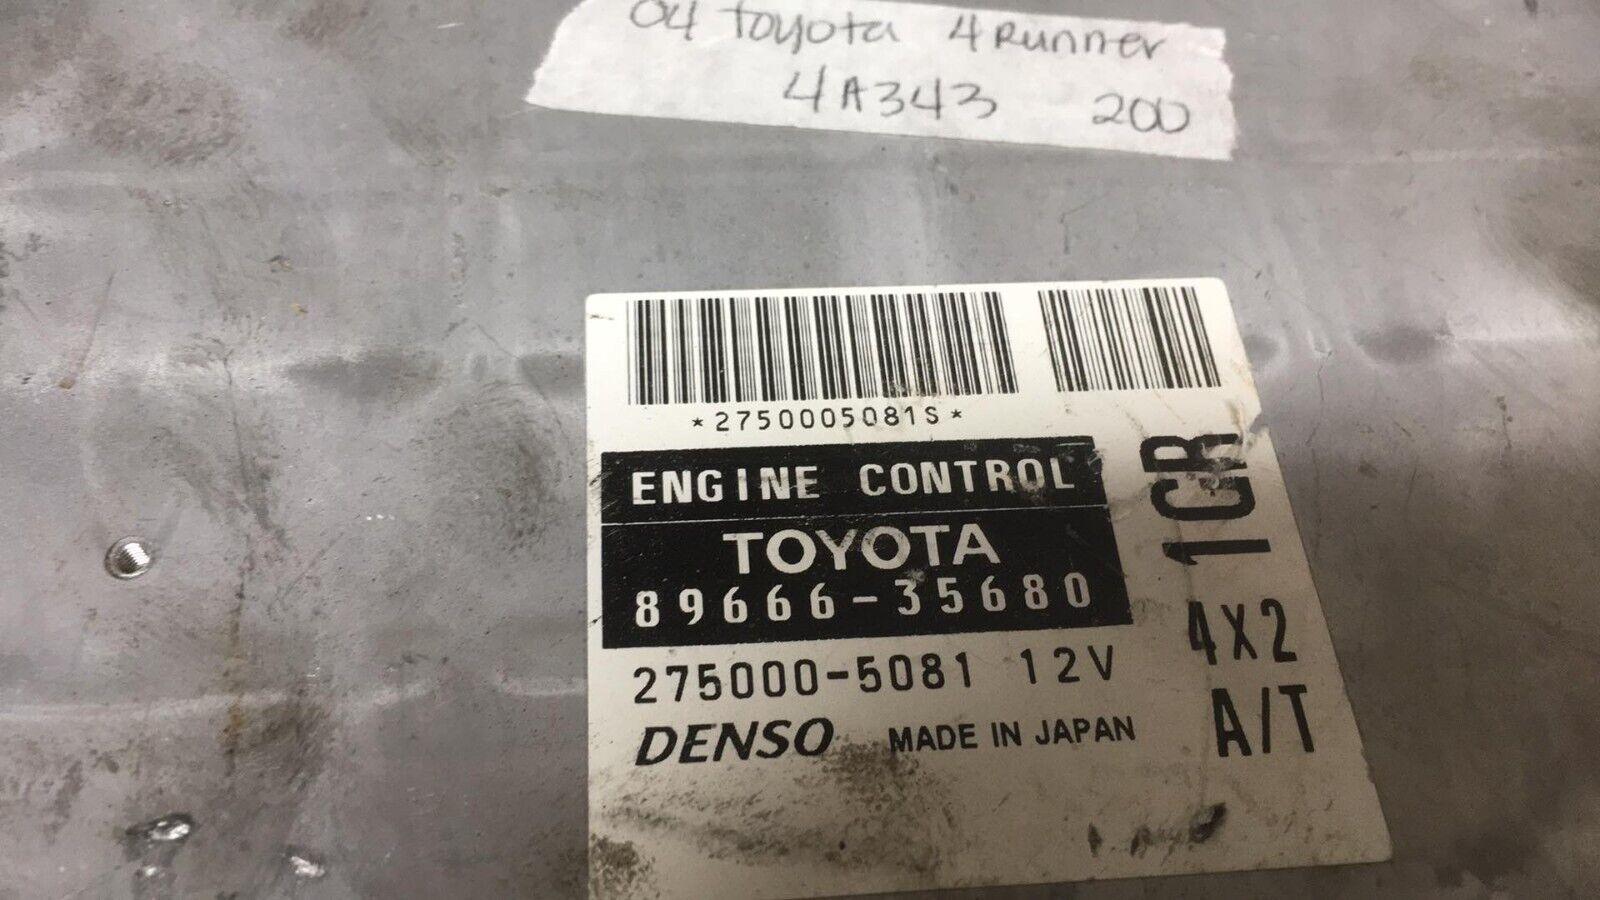 04 Toyota 4Runner
4A343 200
*2750005081S*
ENGINE CONTROL
TOYOTA
89666-35680
275000-5081 12V
DENSO MADE IN JAPAN
1CR
4X2
A/T